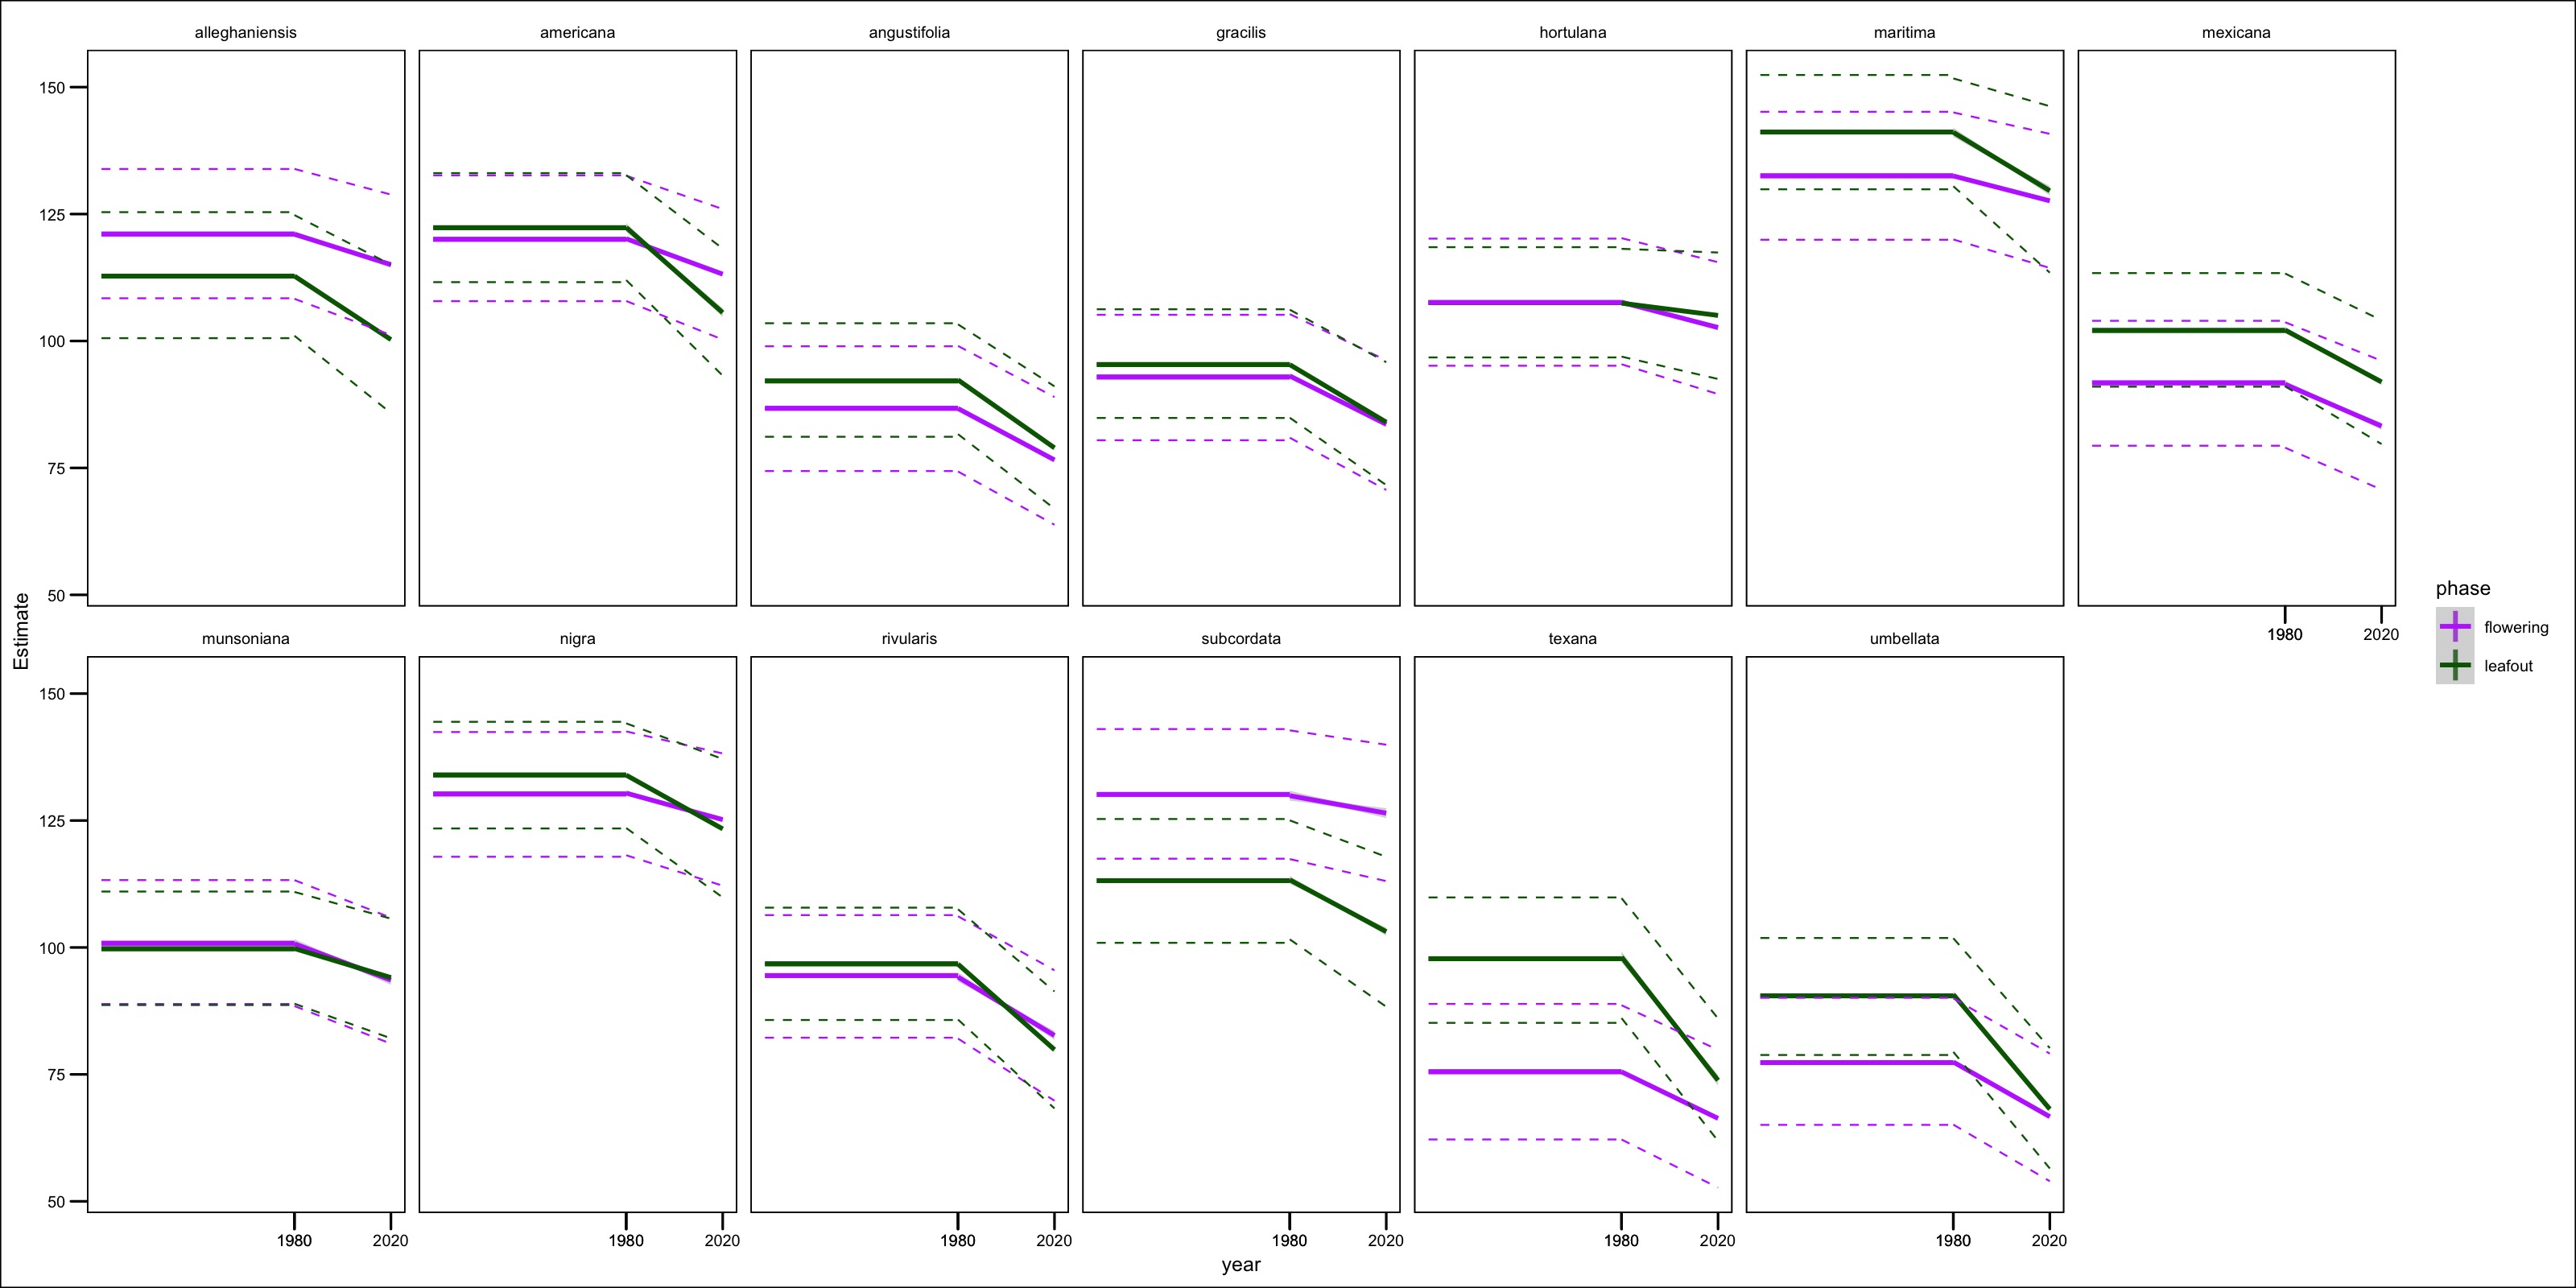 alleghaniensis americana angustifolia gracilis hortulana maritima mexicana
150
125
100
75
50
1980 2020
Estimate
munsoniana nigra rivularis subcordata texana umbellata
150
125
100
75
50
1980 2020 1980 2020 1980 2020 1980 2020 1980 2020 1980 2020
year
phase
flowering
leafout